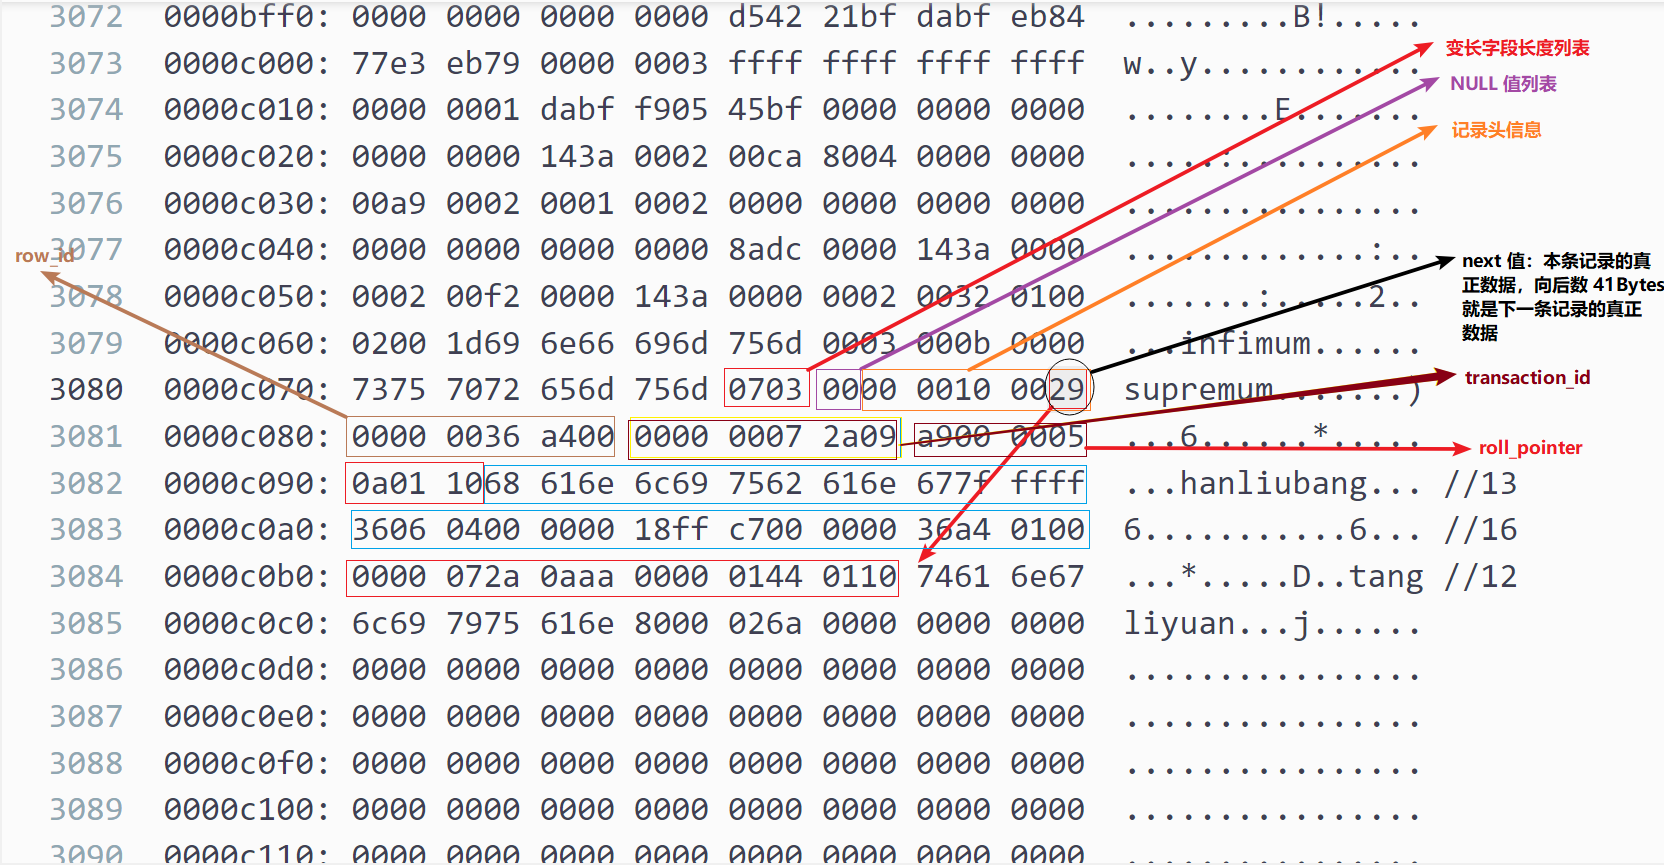 3072 0000bff0: 0000 0000 0000 0000 d542 21bf dabf eb84 .........B!.....
变长字段长度列表
3073 0000c000: 77e3 eb79 0000 0003 ffff ffff ffff ffff w..y............
NULL 值列表
3074 0000c010: 0000 0001 dabf f905 45bf 0000 0000 0000 ........E.......
记录头信息
3075 0000c020: 0000 0000 143a 0002 00ca 8004 0000 0000 .....:..........
3076 0000c030: 00a9 0002 0001 0002 0000 0000 0000 0000 ................
3077 0000c040: 0000 0000 0000 0000 8adc 0000 143a 0000 .............:..
row_id
next 值：本条记录的真
正数据，向后数 41Bytes
就是下一条记录的真正
数据
3078 0000c050: 0002 00f2 0000 143a 0000 0002 0032 0100 .......:.....2..
3079 0000c060: 0200 1d69 6e66 696d 756d 0003 000b 0000 ...infimum......
3080 0000c070: 7375 7072 656d 756d 0703 0000 0010 0029 supremum.......)
transaction_id
3081 0000c080: 0000 0036 a400 0000 0007 2a09 a900 0005 ...6......*.....
roll_pointer
3082 0000c090: 0a01 1068 616e 6c69 7562 616e 677f ffff ...hanliubang... //13
3083 0000c0a0: 3606 0400 0000 18ff c700 0000 36a4 0100 6...........6... //16
3084 0000c0b0: 0000 072a 0aaa 0000 0144 0110 7461 6e67 ...*.....D..tang //12
3085 0000c0c0: 6c69 7975 616e 8000 026a 0000 0000 0000 liyuan...j......
3086 0000c0d0: 0000 0000 0000 0000 0000 0000 0000 0000 ................
3087 0000c0e0: 0000 0000 0000 0000 0000 0000 0000 0000 ................
3088 0000c0f0: 0000 0000 0000 0000 0000 0000 0000 0000 ................
3089 0000c100: 0000 0000 0000 0000 0000 0000 0000 0000 ................
3090 0000c110: 0000 0000 0000 0000 0000 0000 0000 0000 ................